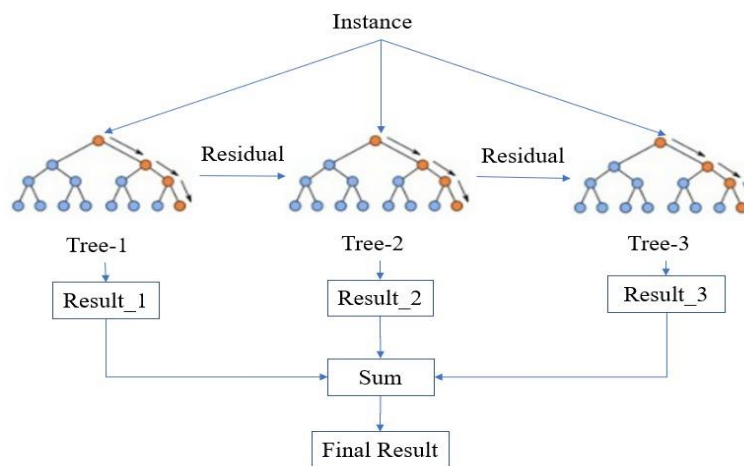 Instance
Residual
Residual
Tree-1
Tree-2
Tree-3
Result_1
Result_2
Result_3
Sum
Final Result